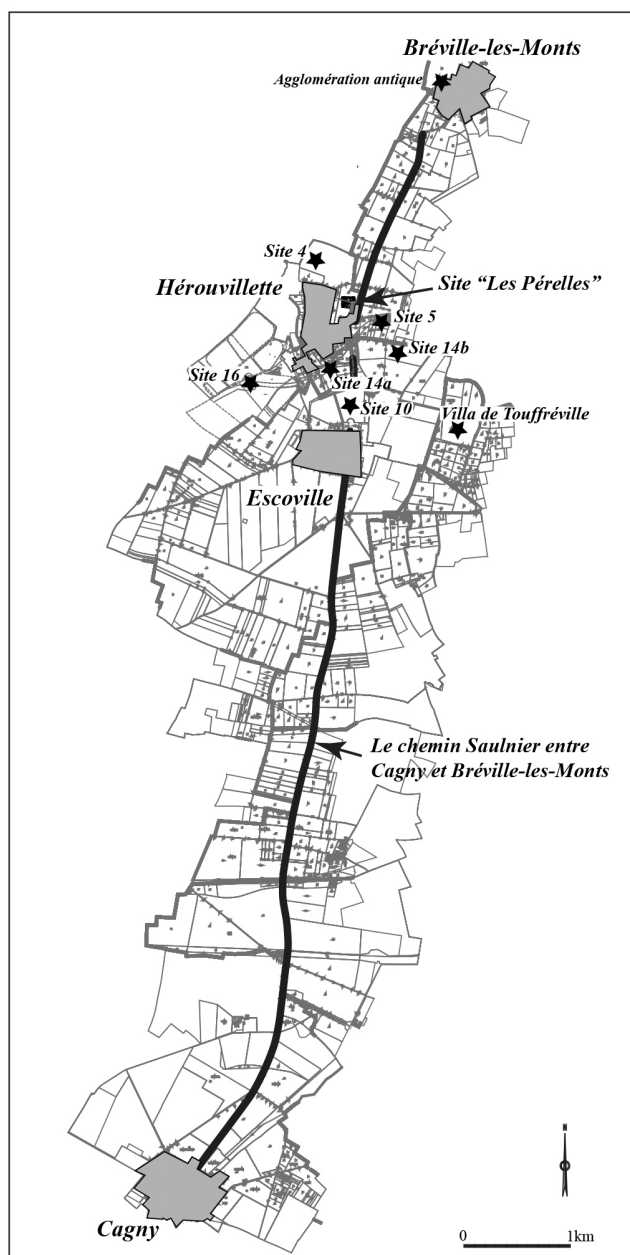 Bréville-les-Monts
Agglomération antique
Site 4
Hérouvillette
Site “Les Pérelles”
Site 5
Site 14b
Site 16
Site 14a
Site 10
Villa de Touffréville
Escoville
Le chemin Saulnier entre
Cagny et Bréville-les-Monts
Cagny
N
0 1km